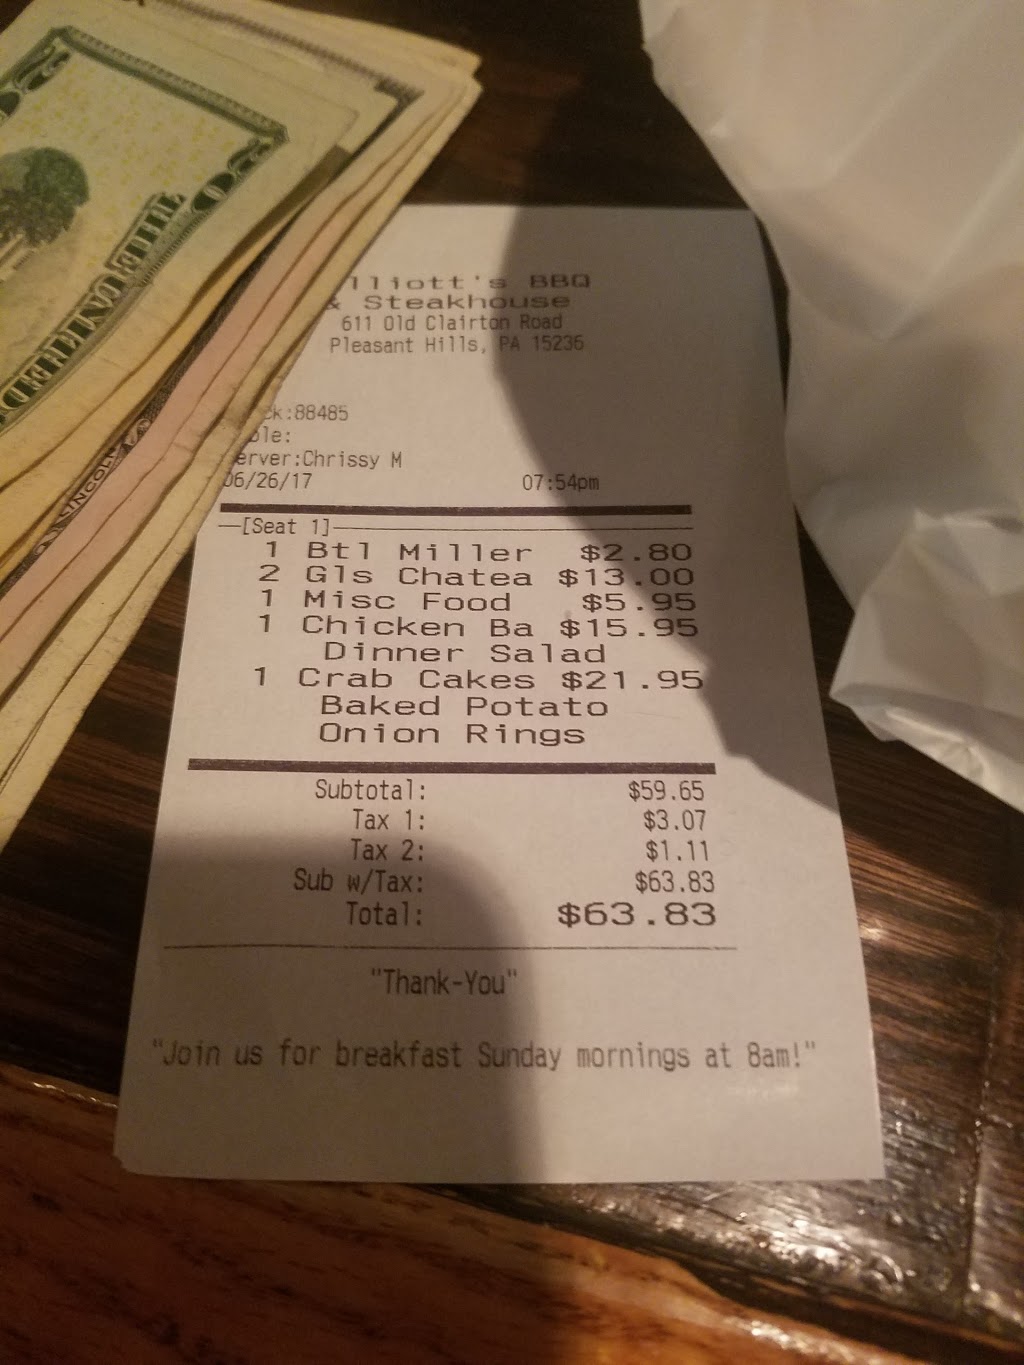 lliott's BBQ
& Steakhouse
611 Old Clairton Road
Pleasant Hills, PA 15236
ck:88485
ble:
erver:Chrissy M
06/26/17 07:54pm
[Seat 1]
1 Btl Miller $2.80
2 Gls Chatea $13.00
1 Misc Food $5.95
1 Chicken Ba $15.95
Dinner Salad
1 Crab Cakes $21.95
Baked Potato
Onion Rings
Subtotal: $59.65
Tax 1: $3.07
Tax 2: $1.11
Sub w/Tax: $63.83
Total: $63.83
"Thank-You"
"Join us for breakfast Sunday mornings at 8am!"
THE UNITED
LINCOLN